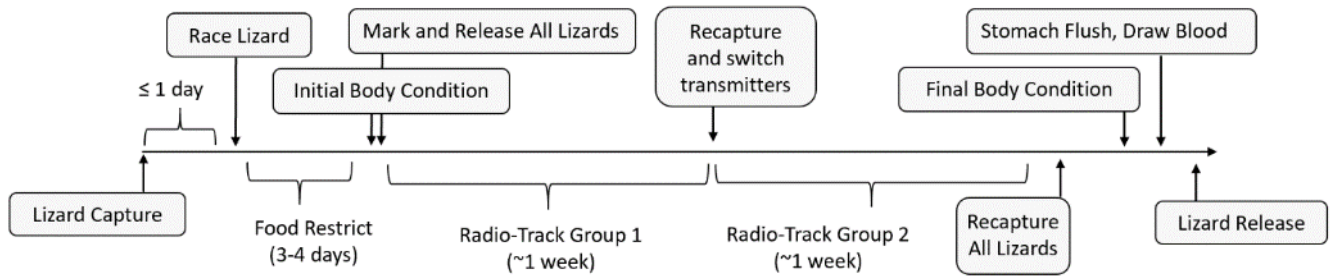 Race Lizard
Mark and Release All Lizards
Recapture
and switch
transmitters
Stomach Flush, Draw Blood
≤ 1 day
Initial Body Condition
Final Body Condition
Lizard Capture
Food Restrict
(3-4 days)
Radio-Track Group 1
(~1 week)
Radio-Track Group 2
(~1 week)
Recapture
All Lizards
Lizard Release